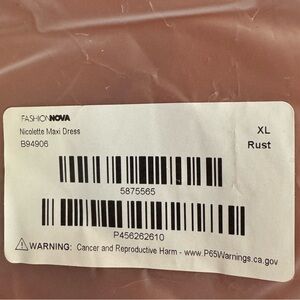 FASHIONNOVA
Nicolette Maxi Dress
B94906
XL
Rust
5875565
P456262610
WARNING: Cancer and Reproductive Harm - www.P65Warnings.ca.gov